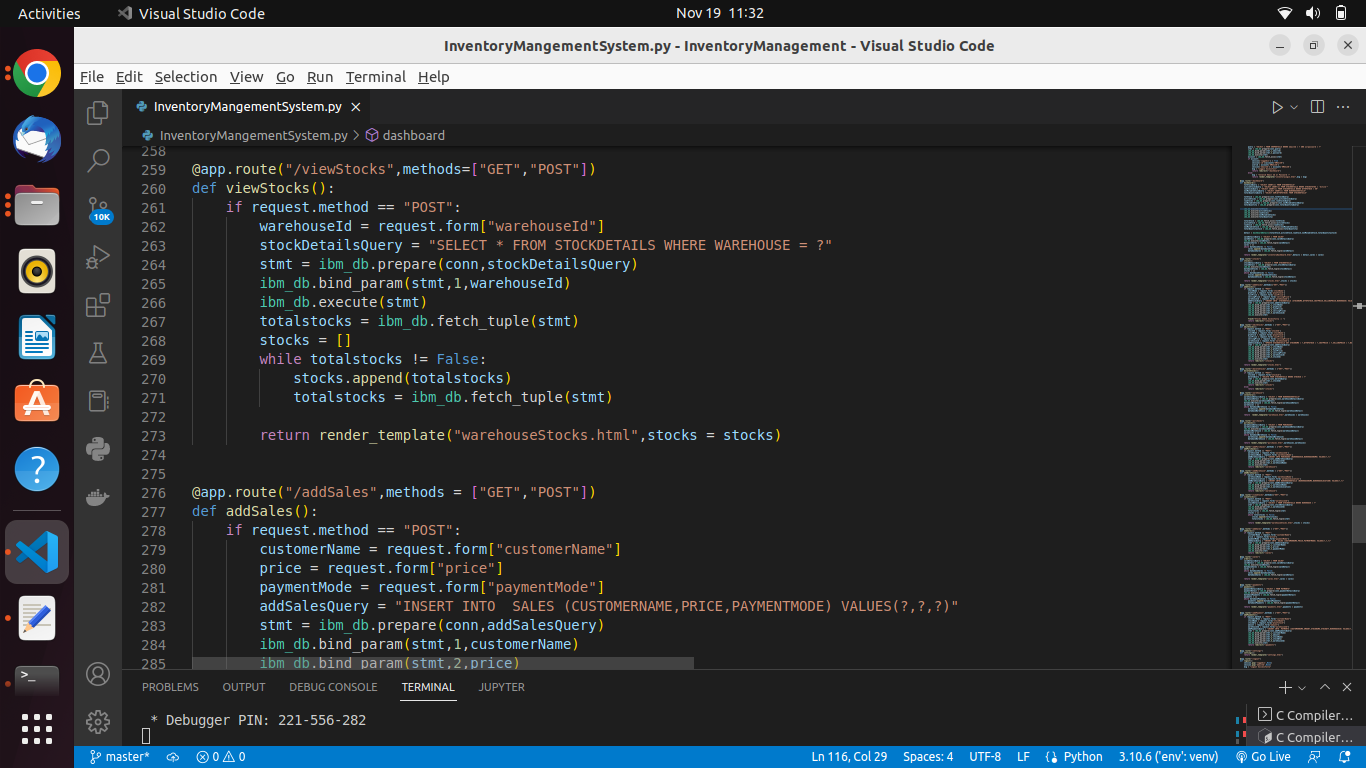 Activities
Visual Studio Code
Nov 19 11:32
InventoryMangementSystem.py - InventoryManagement - Visual Studio Code
File Edit Selection View Go Run Terminal Help
InventoryMangementSystem.py
InventoryMangementSystem.py > dashboard
10K
258
259 @app.route("/viewStocks",methods=["GET","POST"])
260 def viewStocks():
261 if request.method == "POST":
262 warehouseId = request.form["warehouseId"]
263 stockDetailsQuery = "SELECT * FROM STOCKDETAILS WHERE WAREHOUSE = ?"
264 stmt = ibm_db.prepare(conn,stockDetailsQuery)
265 ibm_db.bind_param(stmt,1,warehouseId)
266 ibm_db.execute(stmt)
267 totalstocks = ibm_db.fetch_tuple(stmt)
268 stocks = []
269 while totalstocks != False:
270 stocks.append(totalstocks)
271 totalstocks = ibm_db.fetch_tuple(stmt)
272
273 return render_template("warehouseStocks.html",stocks = stocks)
274
275
276 @app.route("/addSales",methods = ["GET","POST"])
277 def addSales():
278 if request.method == "POST":
279 customerName = request.form["customerName"]
280 price = request.form["price"]
281 paymentMode = request.form["paymentMode"]
282 addSalesQuery = "INSERT INTO  SALES (CUSTOMERNAME,PRICE,PAYMENTMODE) VALUES(?,?,?)"
283 stmt = ibm_db.prepare(conn,addSalesQuery)
284 ibm_db.bind_param(stmt,1,customerName)
285 ibm_db.bind_param(stmt,2,price)
PROBLEMS OUTPUT DEBUG CONSOLE TERMINAL JUPYTER
* Debugger PIN: 221-556-282
C Compiler...
C Compiler...
master* 0 0 Ln 116, Col 29 Spaces: 4 UTF-8 LF Python 3.10.6 ('env': venv) Go Live